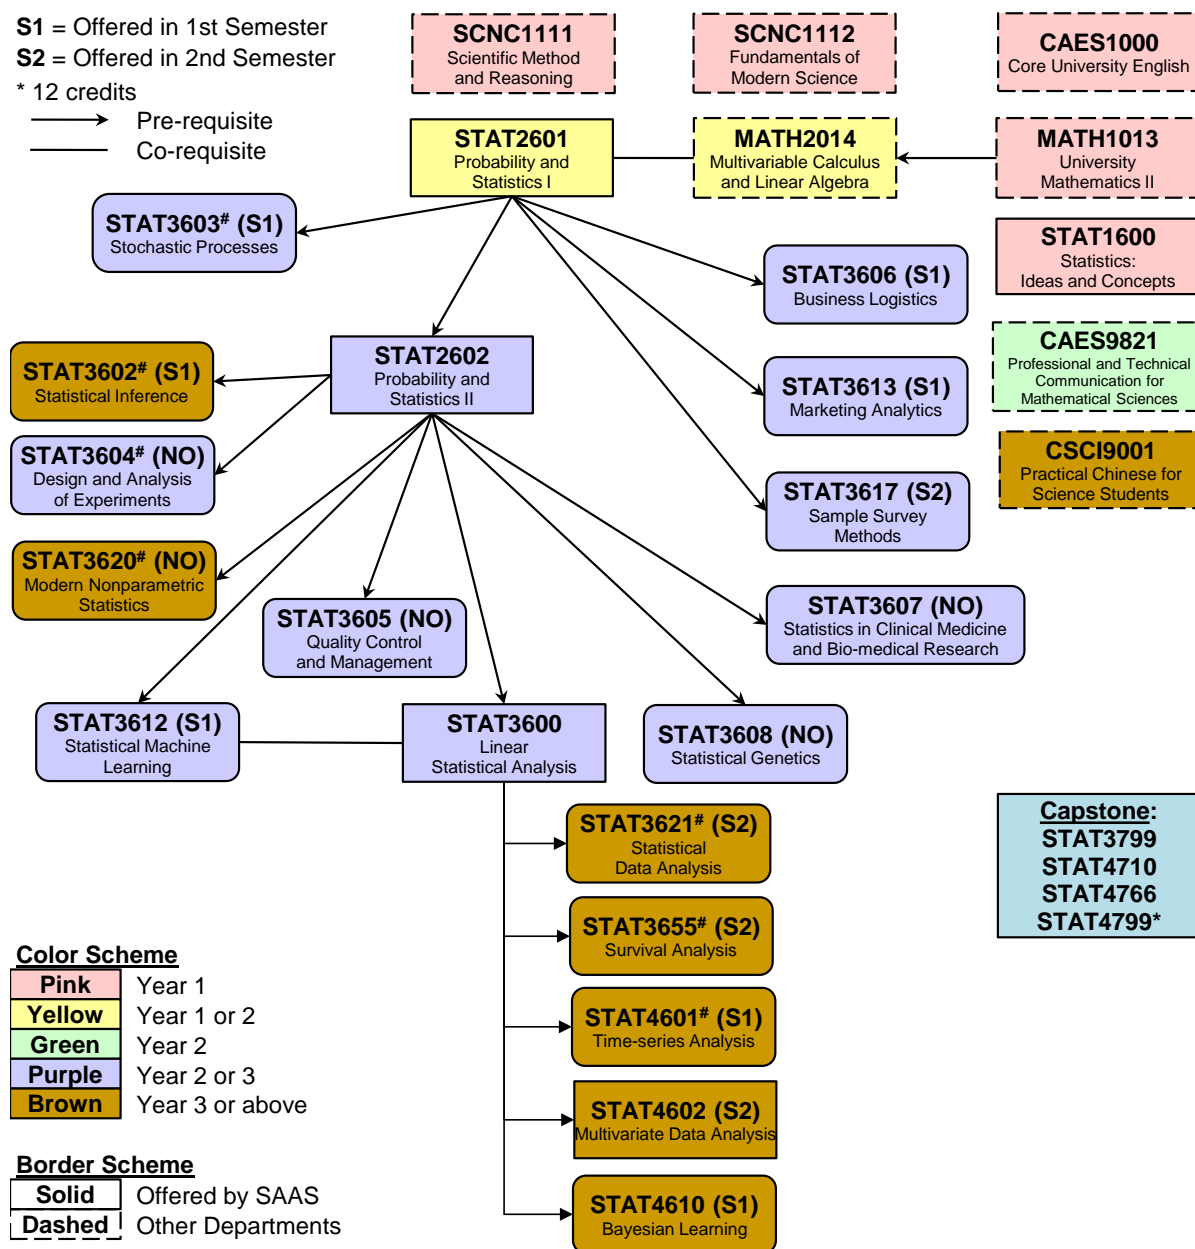 S1 = Offered in 1st Semester
S2 = Offered in 2nd Semester
* 12 credits
Pre-requisite
Co-requisite
SCNC1111
Scientific Method
and Reasoning
SCNC1112
Fundamentals of
Modern Science
CAES1000
Core University English
STAT2601
Probability and
Statistics I
MATH2014
Multivariable Calculus
and Linear Algebra
MATH1013
University
Mathematics II
STAT3603# (S1)
Stochastic Processes
STAT1600
Statistics:
Ideas and Concepts
STAT3606 (S1)
Business Logistics
STAT2602
Probability and
Statistics II
CAES9821
Professional and Technical
Communication for
Mathematical Sciences
STAT3602# (S1)
Statistical Inference
STAT3613 (S1)
Marketing Analytics
STAT3604# (NO)
Design and Analysis
of Experiments
CSCI9001
Practical Chinese for
Science Students
STAT3617 (S2)
Sample Survey
Methods
STAT3620# (NO)
Modern Nonparametric
Statistics
STAT3605 (NO)
Quality Control
and Management
STAT3607 (NO)
Statistics in Clinical Medicine
and Bio-medical Research
STAT3612 (S1)
Statistical Machine
Learning
STAT3600
Linear
Statistical Analysis
STAT3608 (NO)
Statistical Genetics
STAT3621# (S2)
Statistical
Data Analysis
Capstone:
STAT3799
STAT4710
STAT4766
STAT4799*
STAT3655# (S2)
Survival Analysis
STAT4601# (S1)
Time-series Analysis
STAT4602 (S2)
Multivariate Data Analysis
STAT4610 (S1)
Bayesian Learning
Color Scheme
Pink Year 1
Yellow Year 1 or 2
Green Year 2
Purple Year 2 or 3
Brown Year 3 or above
Border Scheme
Solid Offered by SAAS
Dashed Other Departments